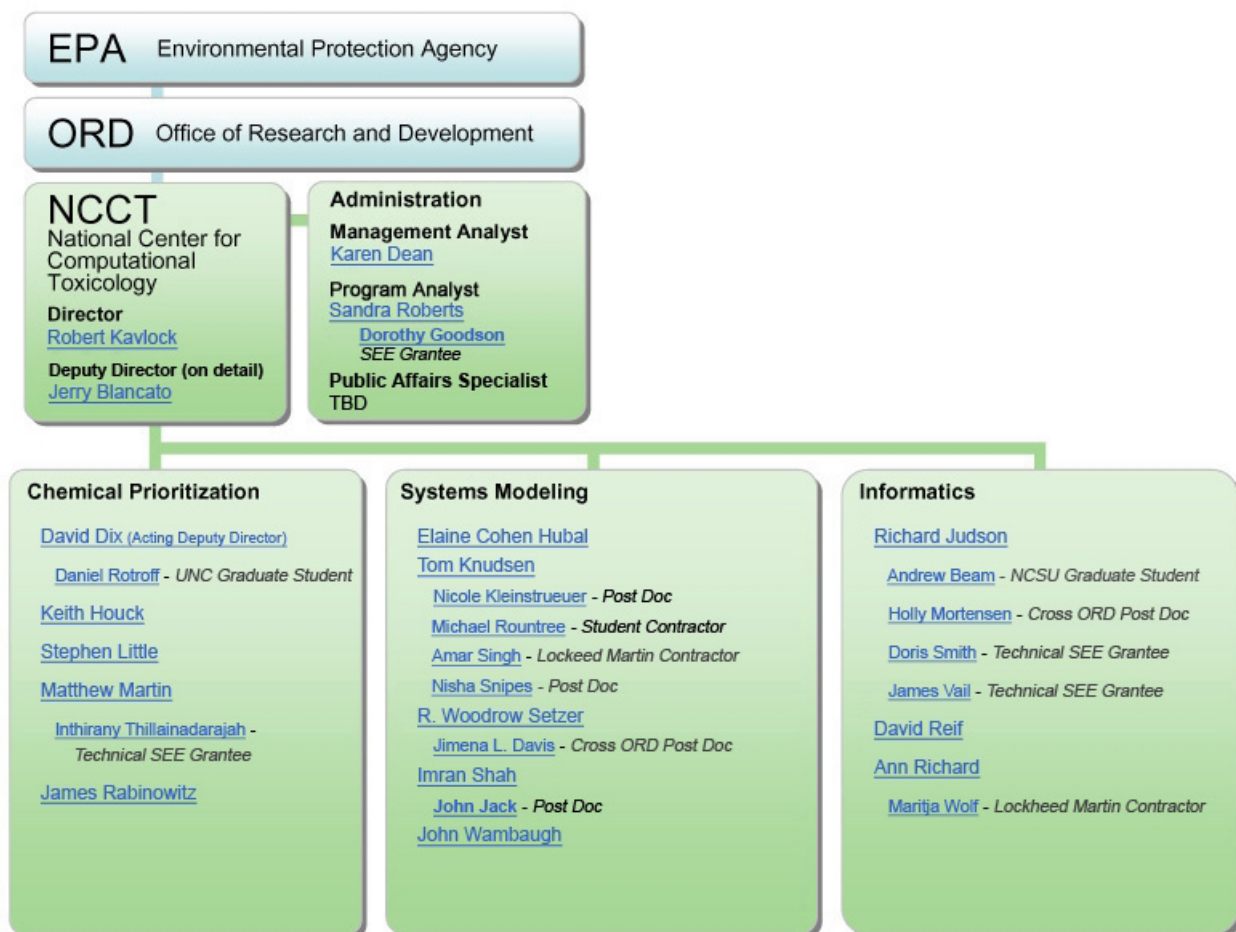 EPA Environmental Protection Agency
ORD Office of Research and Development
NCCT
National Center for
Computational
Toxicology
Director
Robert Kavlock
Deputy Director (on detail)
Jerry Blancato
Administration
Management Analyst
Karen Dean
Program Analyst
Sandra Roberts
Dorothy Goodson
SEE Grantee
Public Affairs Specialist
TBD
Chemical Prioritization
David Dix (Acting Deputy Director)
Daniel Rotroff - UNC Graduate Student
Keith Houck
Stephen Little
Matthew Martin
Inthirany Thillainadarajah -
Technical SEE Grantee
James Rabinowitz
Systems Modeling
Elaine Cohen Hubal
Tom Knudsen
Nicole Kleinstrueuer - Post Doc
Michael Rountree - Student Contractor
Amar Singh - Lockeed Martin Contractor
Nisha Snipes - Post Doc
R. Woodrow Setzer
Jimena L. Davis - Cross ORD Post Doc
Imran Shah
John Jack - Post Doc
John Wambaugh
Informatics
Richard Judson
Andrew Beam - NCSU Graduate Student
Holly Mortensen - Cross ORD Post Doc
Doris Smith - Technical SEE Grantee
James Vail - Technical SEE Grantee
David Reif
Ann Richard
Maritja Wolf - Lockheed Martin Contractor